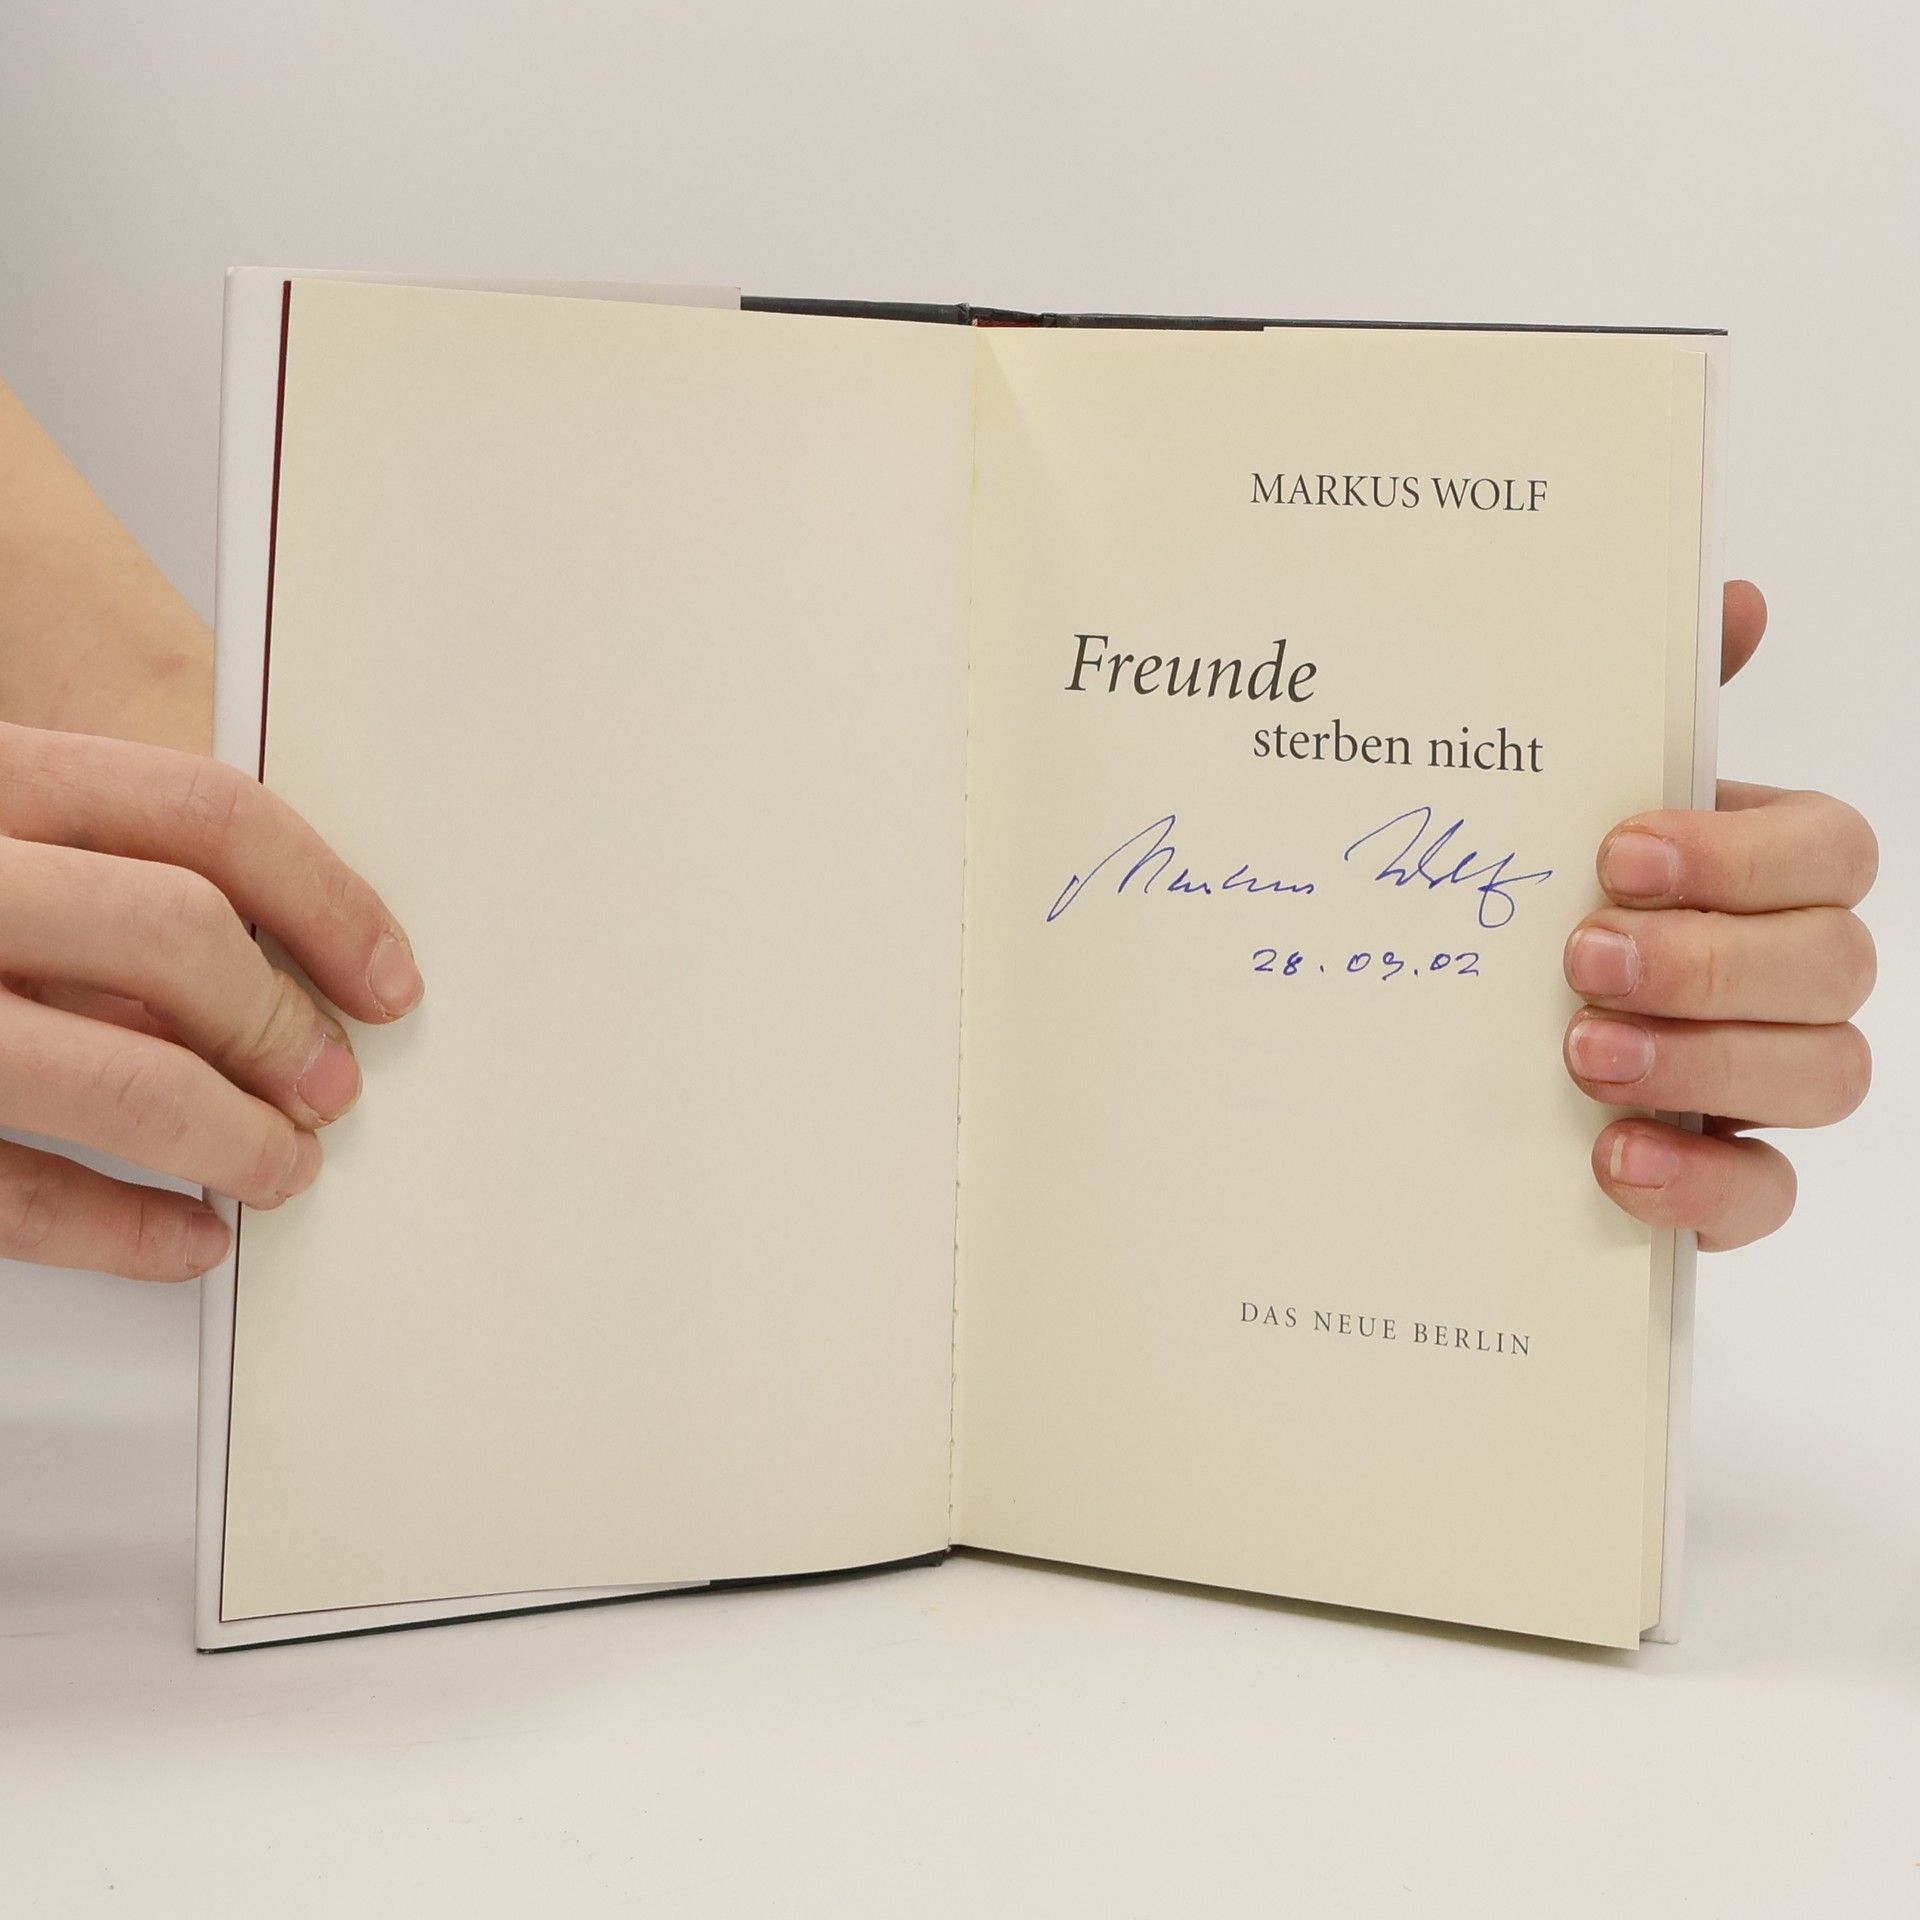 MARKUS WOLF
Freunde
sterben nicht
Markus Wolf
28.09.02
DAS NEUE BERLIN